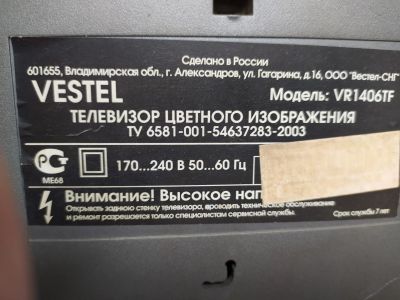 Сделано в России
601655, Владимирская обл., г. Александров, ул. Гагарина, д.16, ООО "Вестел-СНГ"
VESTEL Модель: VR1406TF
ТЕЛЕВИЗОР ЦВЕТНОГО ИЗОБРАЖЕНИЯ
TV 6581-001-54637283-2003
170...240 В 50...60 Гц
МЕ68
Внимание! Высокое нап
Открывать заднюю стенку телевизора, проводить техническое обслуживание
и ремонт разрешается только специалистам сервисной службы. Срок службы 7 лет